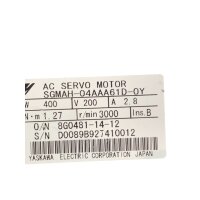 AC SERVO MOTOR
SGMAH-04AAA61D-0Y
W 400 V 200 A 2.8
N·m 1.27 r/min 3000 Ins.B
O/N 8G0481-14-12
S/N D0089B927410012
YASKAWA ELECTRIC CORPORATION JAPAN